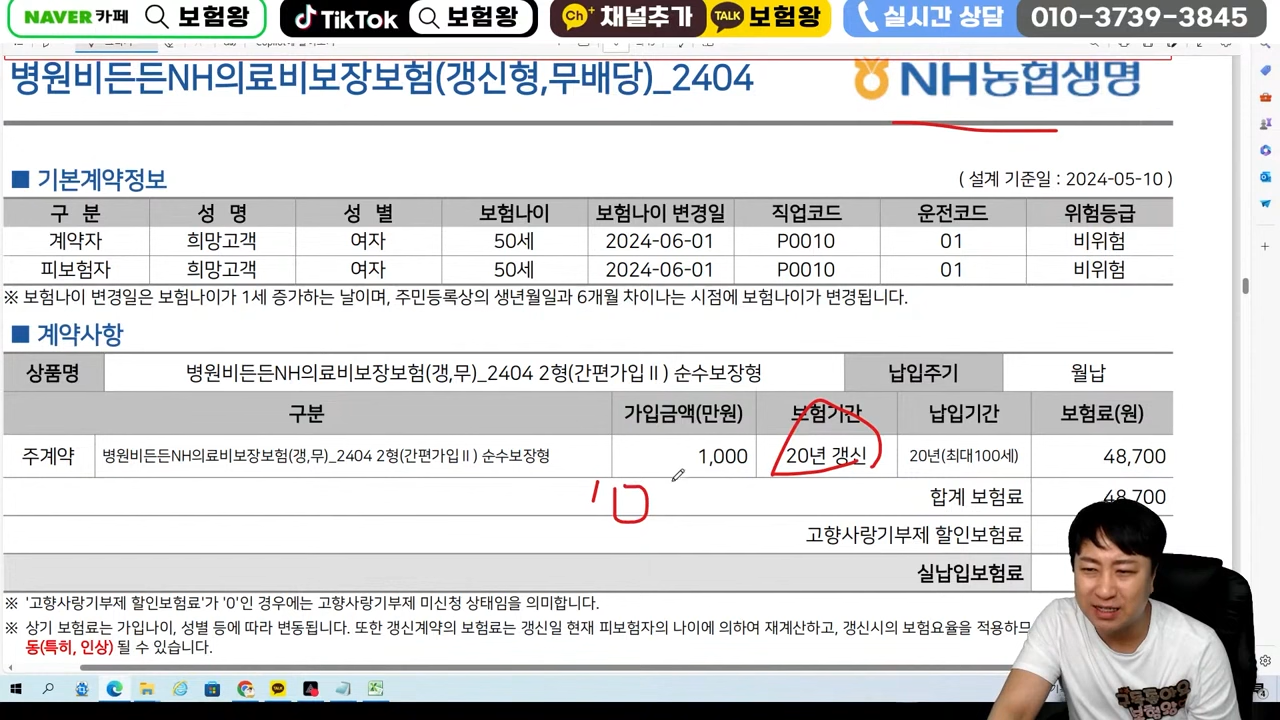 NAVER 카페 보험왕 TikTok 보험왕 Ch+ 채널추가 TALK 보험왕 실시간 상담 010-3739-3845
병원비든든NH의료비보장보험(갱신형,무배당)_2404 NH농협생명
■ 기본계약정보 ( 설계 기준일 : 2024-05-10 )
구 분 성 명 성 별 보험나이 보험나이 변경일 직업코드 운전코드 위험등급
계약자 희망고객 여자 50세 2024-06-01 P0010 01 비위험
피보험자 희망고객 여자 50세 2024-06-01 P0010 01 비위험
※ 보험나이 변경일은 보험나이가 1세 증가하는 날이며, 주민등록상의 생년월일과 6개월 차이나는 시점에 보험나이가 변경됩니다.
■ 계약사항
상품명 병원비든든NH의료비보장보험(갱,무)_2404 2형(간편가입Ⅱ) 순수보장형 납입주기 월납
구분 가입금액(만원) 보험기간 납입기간 보험료(원)
주계약 병원비든든NH의료비보장보험(갱,무)_2404 2형(간편가입Ⅱ) 순수보장형 1,000 20년 갱신 20년(최대100세) 48,700
합계 보험료 48,700
고향사랑기부제 할인보험료
실납입보험료
※ '고향사랑기부제 할인보험료'가 '0'인 경우에는 고향사랑기부제 미신청 상태임을 의미합니다.
※ 상기 보험료는 가입나이, 성별 등에 따라 변동됩니다. 또한 갱신계약의 보험료는 갱신일 현재 피보험자의 나이에 의하여 재계산하고, 갱신시의 보험요율을 적용하므
동(특히, 인상) 될 수 있습니다.